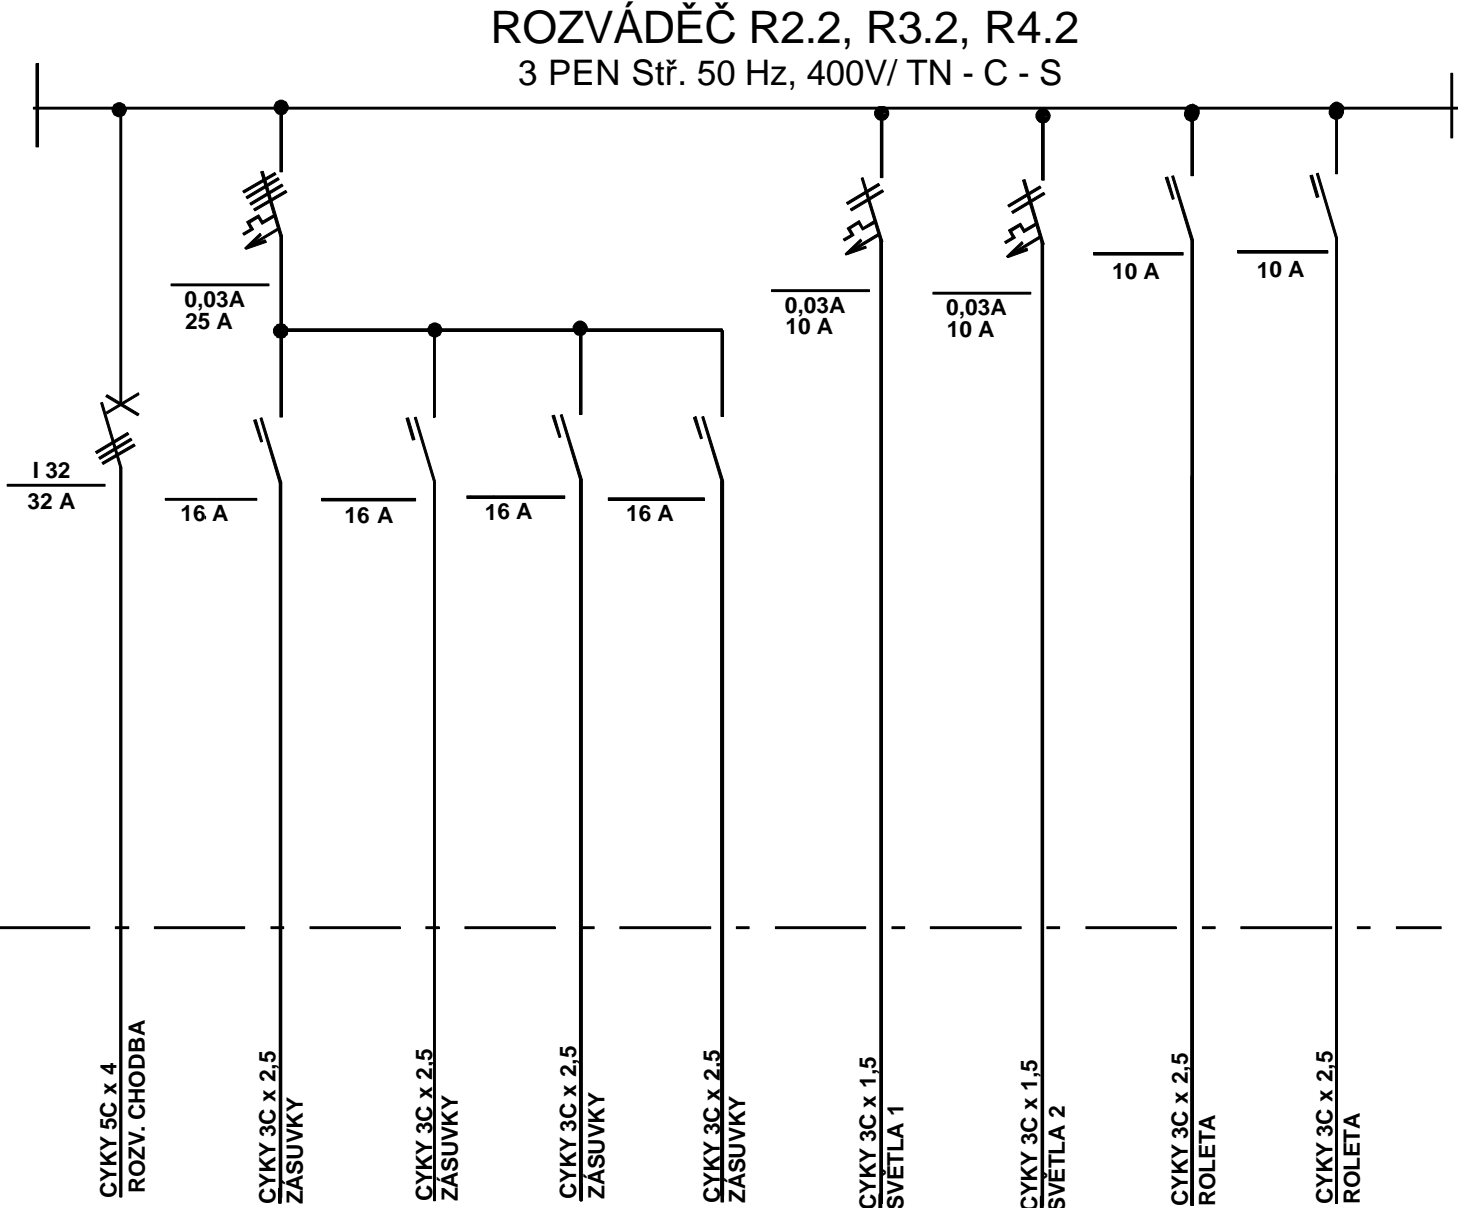 ROZVÁDĚČ R2.2, R3.2, R4.2
3 PEN Stř. 50 Hz, 400V/ TN - C - S
0,03A
25 A
0,03A
10 A
0,03A
10 A
10 A
10 A
I 32
32 A
16 A
16 A
16 A
16 A
CYKY 5C x 4
ROZV. CHODBA
CYKY 3C x 2,5
ZÁSUVKY
CYKY 3C x 2,5
ZÁSUVKY
CYKY 3C x 2,5
ZÁSUVKY
CYKY 3C x 2,5
ZÁSUVKY
CYKY 3C x 1,5
SVĚTLA 1
CYKY 3C x 1,5
SVĚTLA 2
CYKY 3C x 2,5
ROLETA
CYKY 3C x 2,5
ROLETA